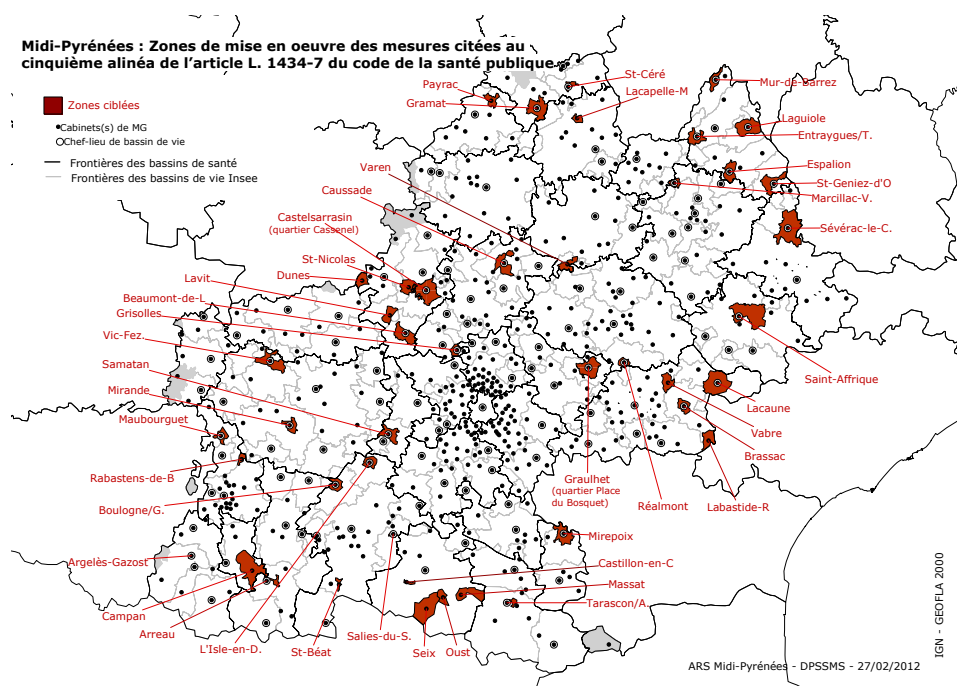 Midi-Pyrénées : Zones de mise en oeuvre des mesures citées au
cinquième alinéa de l'article L. 1434-7 du code de la santé publique
Zones ciblées
Cabinets(s) de MG
Chef-lieu de bassin de vie
Frontières des bassins de santé
Frontières des bassins de vie Insee
Payrac
Gramat
St-Céré
Lacapelle-M
Mur-de-Barrez
Laguiole
Entraygues/T.
Espalion
St-Geniez-d'O
Marcillac-V.
Sévérac-le-C.
Varen
Caussade
Castelsarrasin
(quartier Cassenel)
St-Nicolas
Dunes
Lavit
Beaumont-de-L
Grisolles
Vic-Fez.
Samatan
Mirande
Maubourguet
Rabastens-de-B
Boulogne/G.
Argelès-Gazost
Campan
Arreau
L'Isle-en-D.
St-Béat
Salies-du-S.
Seix
Oust
Tarascon/A.
Massat
Castillon-en-C
Mirepoix
Graulhet
(quartier Place
du Bosquet)
Réalmont
Labastide-R
Brassac
Vabre
Lacaune
Saint-Affrique
ARS Midi-Pyrénées - DPSSMS - 27/02/2012
IGN - GEOFLA 2000